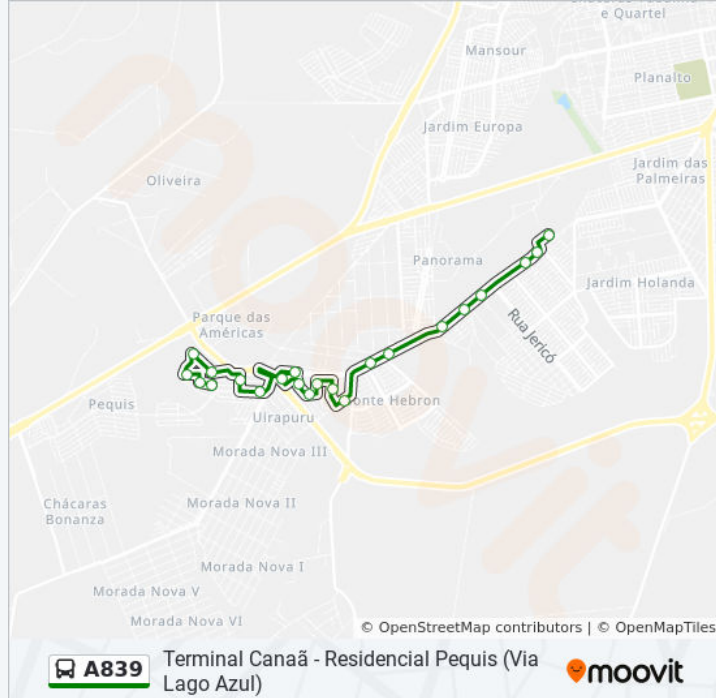 e Quartel
Mansour
Planalto
Jardim Europa
Jardim das
Palmeiras
Oliveira
Panorama
Jardim Holanda
Rua Jericó
Parque das
Américas
Pequis
onte Hebron
Uirapuru
Morada Nova III
Chácaras
Bonanza
Morada Nova II
Morada Nova I
Morada Nova V
Morada Nova VI
moovit
© OpenStreetMap contributors | © OpenMapTiles
A839
Terminal Canaã - Residencial Pequis (Via
Lago Azul)
moovit